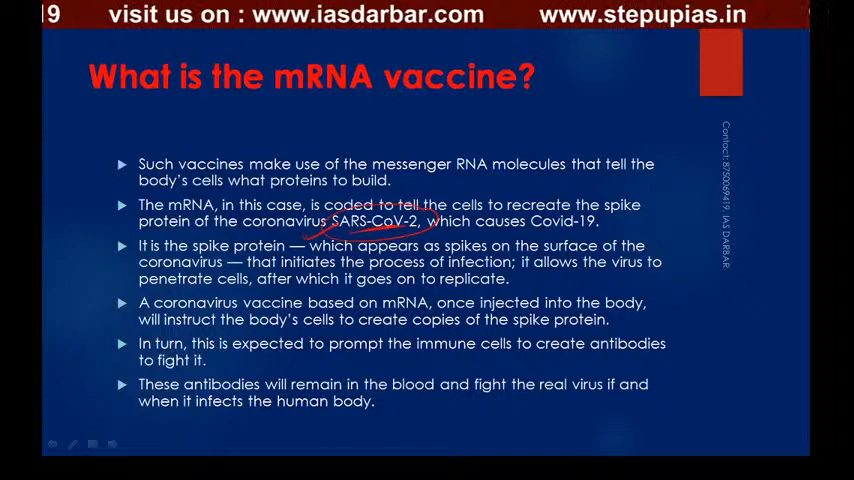 19 visit us on : www.iasdarbar.com www.stepupias.in
What is the mRNA vaccine?
Such vaccines make use of the messenger RNA molecules that tell the
body's cells what proteins to build.
The mRNA, in this case, is coded to tell the cells to recreate the spike
protein of the coronavirus SARS-CoV-2, which causes Covid-19.
It is the spike protein — which appears as spikes on the surface of the
coronavirus — that initiates the process of infection; it allows the virus to
penetrate cells, after which it goes on to replicate.
A coronavirus vaccine based on mRNA, once injected into the body,
will instruct the body's cells to create copies of the spike protein.
In turn, this is expected to prompt the immune cells to create antibodies
to fight it.
These antibodies will remain in the blood and fight the real virus if and
when it infects the human body.
Contact: 8750069419, IAS DARBAR